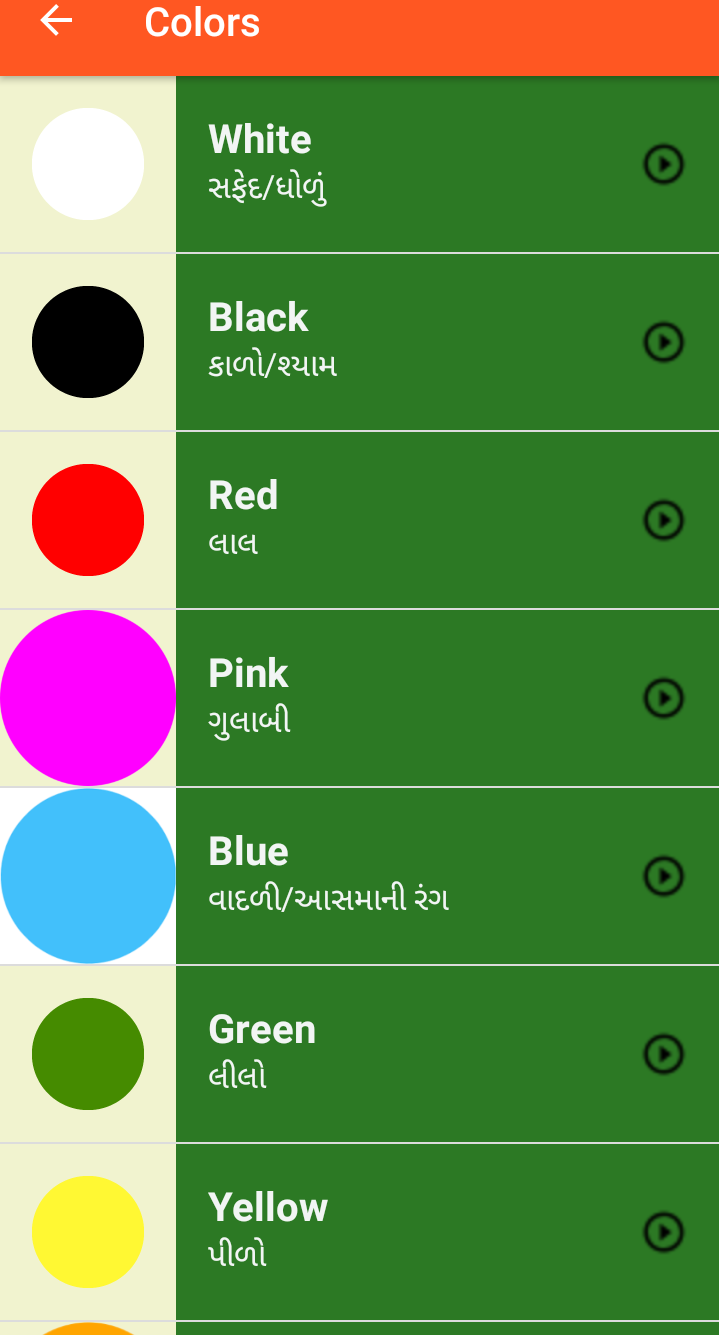 Colors
White
સફેદ/ધોળું
Black
કાળો/શ્યામ
Red
લાલ
Pink
ગુલાબી
Blue
વાદળી/આસમાની રંગ
Green
લીલો
Yellow
પીળો